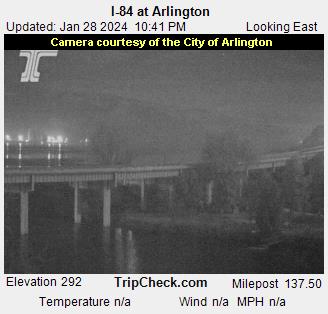 I-84 at Arlington
Updated: Jan 28 2024 10:41 PM Looking East
Camera courtesy of the City of Arlington
Elevation 292 TripCheck.com Milepost 137.50
Temperature n/a Wind n/a MPH n/a